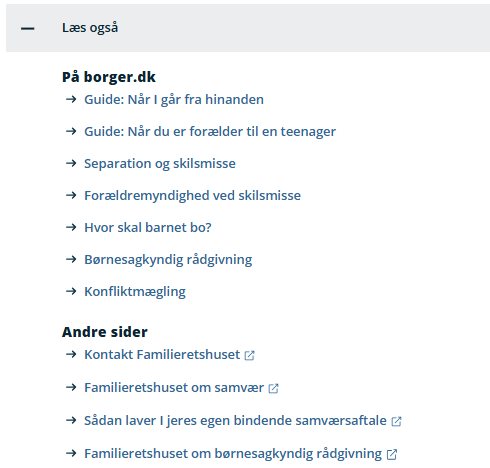 Læs også
På borger.dk
Guide: Når I går fra hinanden
Guide: Når du er forælder til en teenager
Separation og skilsmisse
Forældremyndighed ved skilsmisse
Hvor skal barnet bo?
Børnesagkyndig rådgivning
Konfliktmægling
Andre sider
Kontakt Familieretshuset
Familieretshuset om samvær
Sådan laver I jeres egen bindende samværsaftale
Familieretshuset om børnesagkyndig rådgivning